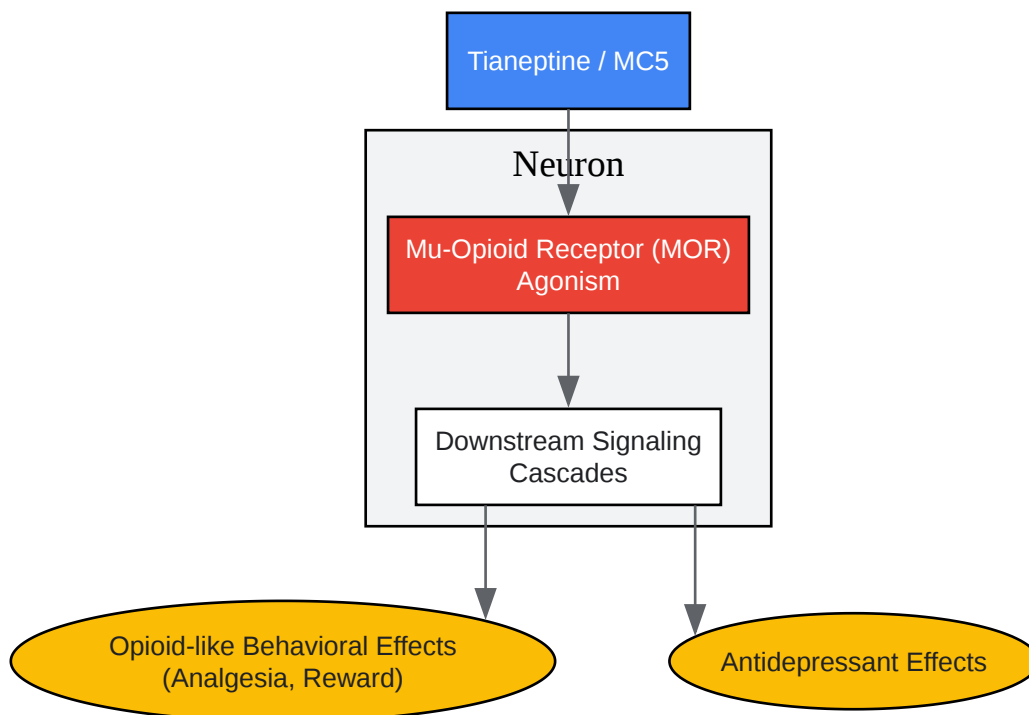 Tianeptine / MC5
Neuron
Mu-Opioid Receptor (MOR)
Agonism
Downstream Signaling
Cascades
Opioid-like Behavioral Effects
(Analgesia, Reward)
Antidepressant Effects